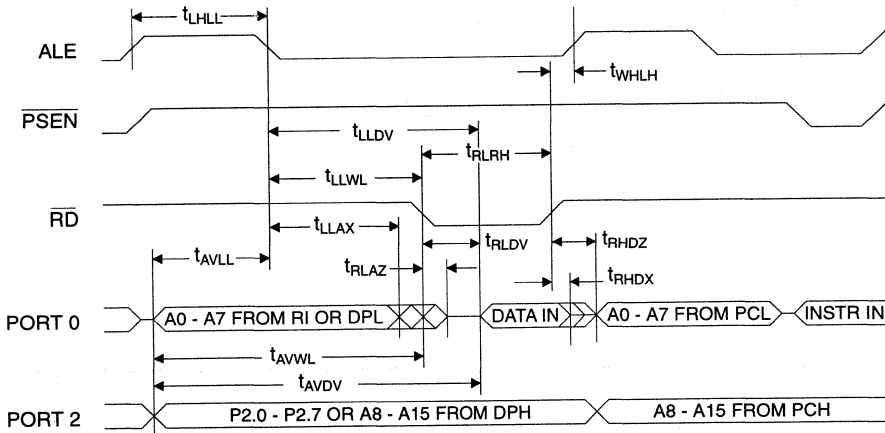 tLHLL
ALE
tWHLH
PSEN
tLLDV
tRLRH
tLLWL
RD
tLLAX
tRLDV
tRHDZ
tAVLL
tRLAZ
tRHDX
PORT 0
A0 - A7 FROM RI OR DPL
DATA IN
A0 - A7 FROM PCL
INSTR IN
tAVWL
tAVDV
PORT 2
P2.0 - P2.7 OR A8 - A15 FROM DPH
A8 - A15 FROM PCH